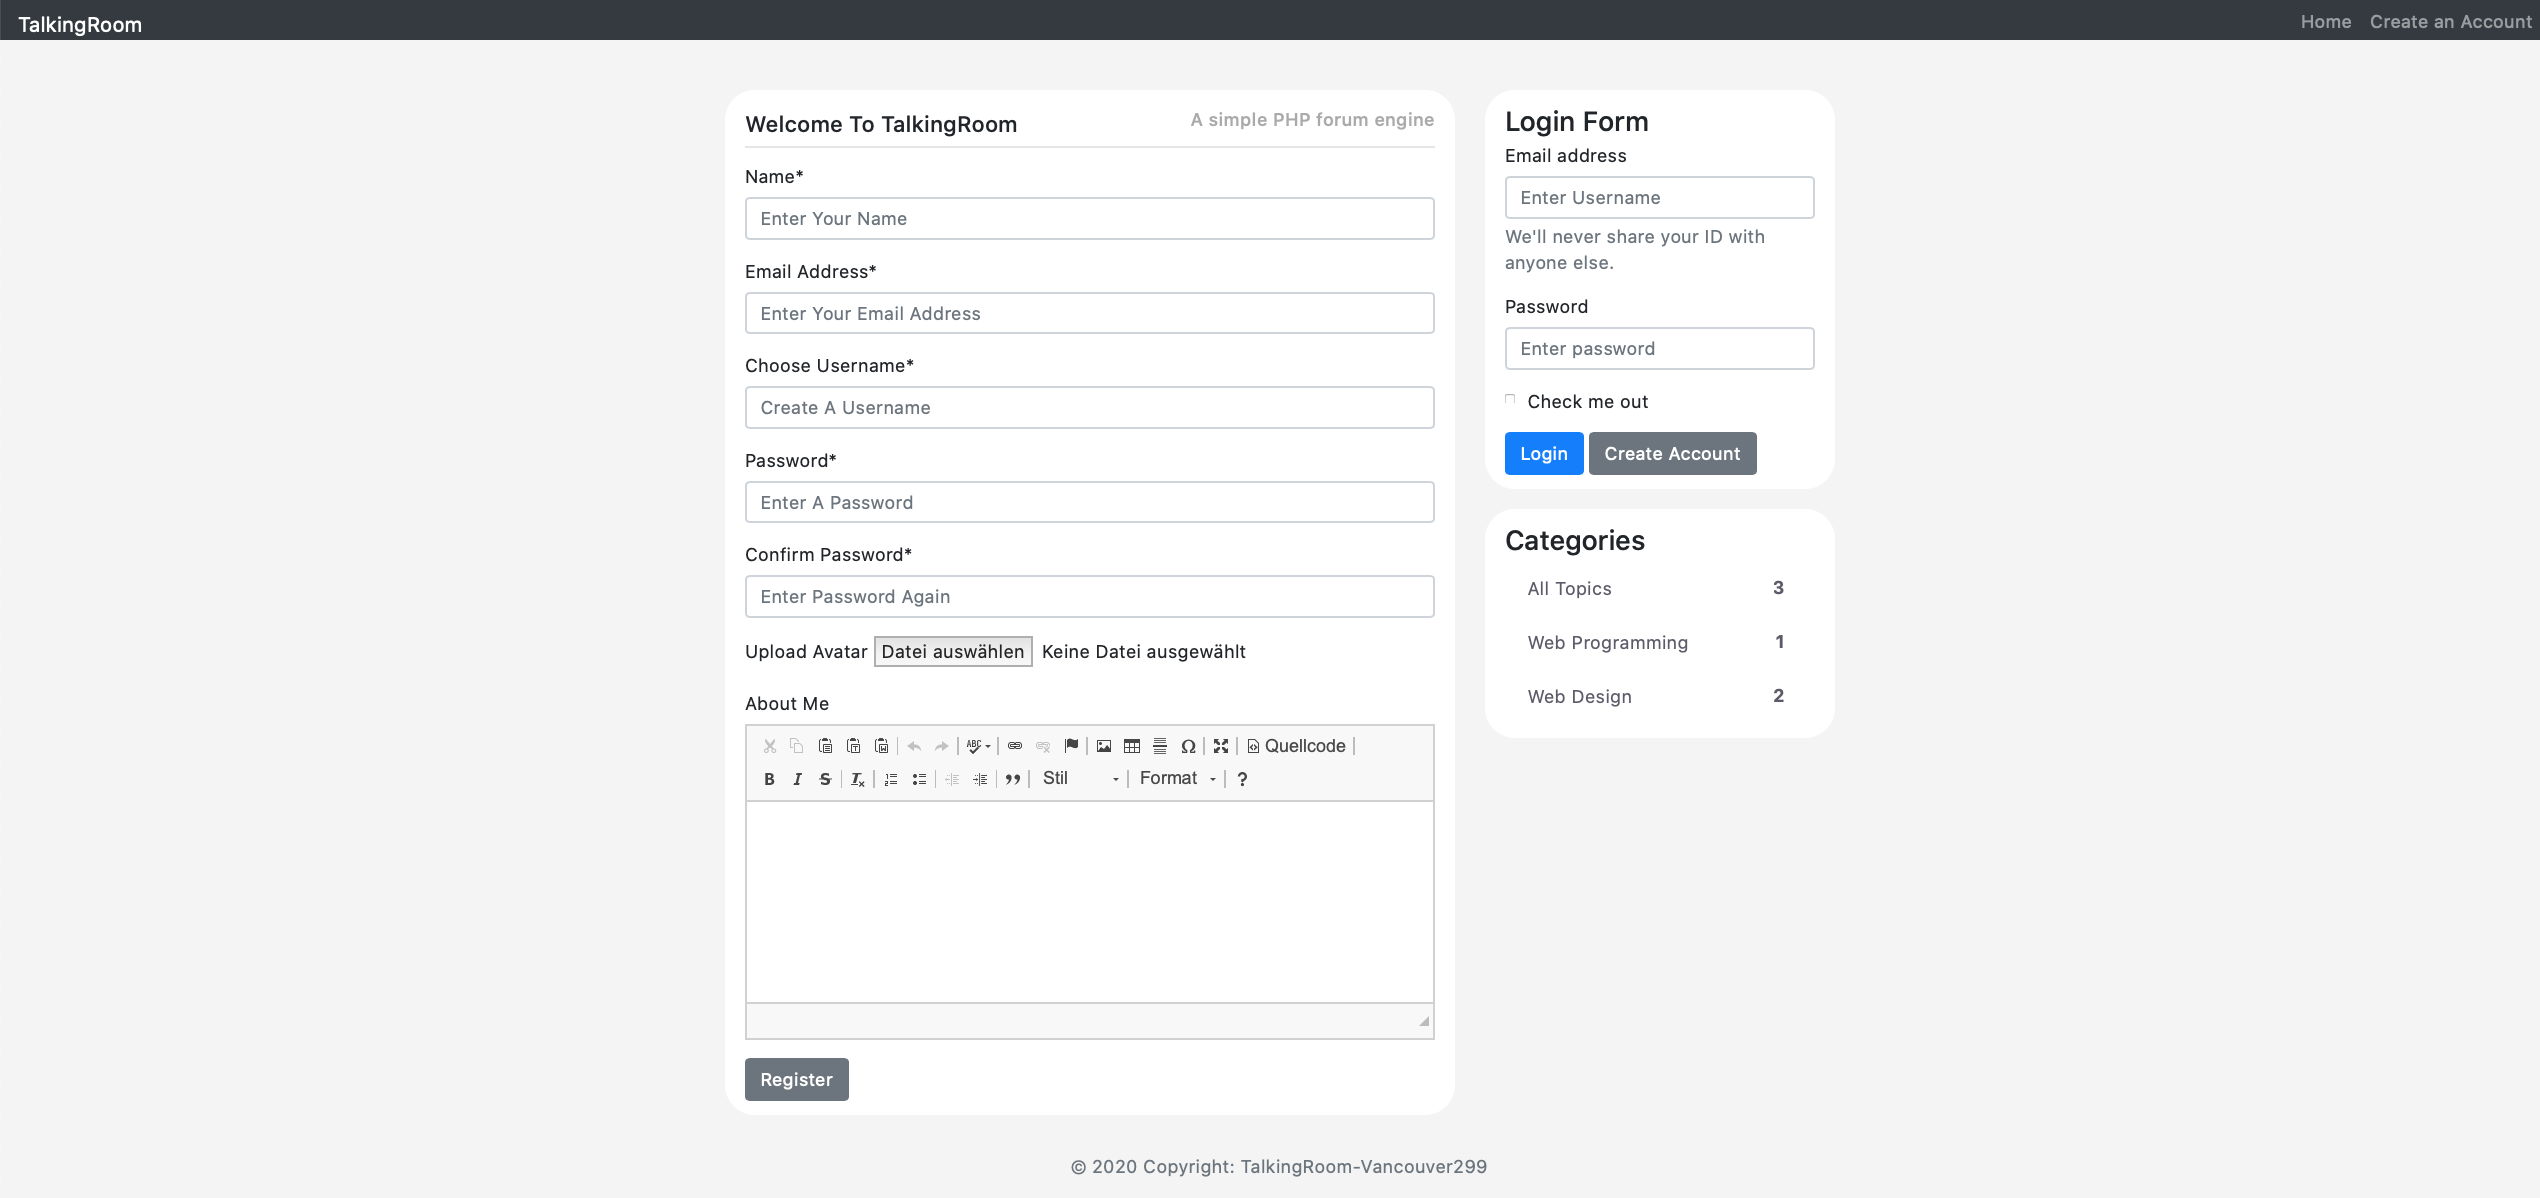 TalkingRoom
Home Create an Account
Welcome To TalkingRoom
A simple PHP forum engine
Name*
Enter Your Name
Email Address*
Enter Your Email Address
Choose Username*
Create A Username
Password*
Enter A Password
Confirm Password*
Enter Password Again
Upload Avatar Datei auswählen Keine Datei ausgewählt
About Me
ABC Ω Quellcode
B I S Ix Stil Format ?
Register
Login Form
Email address
Enter Username
We'll never share your ID with
anyone else.
Password
Enter password
Check me out
Login Create Account
Categories
All Topics 3
Web Programming 1
Web Design 2
© 2020 Copyright: TalkingRoom-Vancouver299